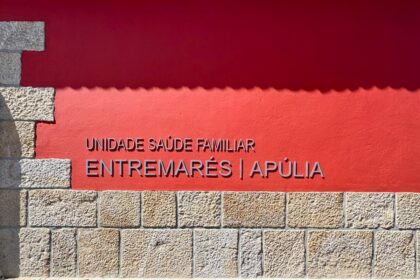 UNIDADE SAÚDE FAMILIAR
ENTREMARÉS | APÚLIA